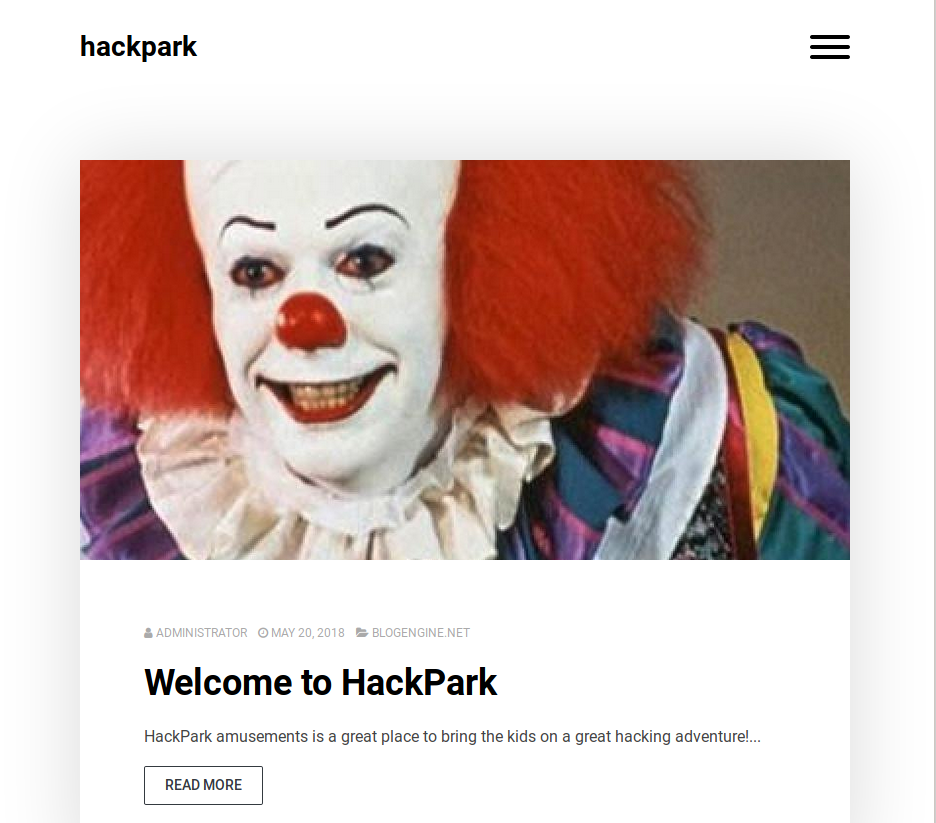 hackpark
ADMINISTRATOR MAY 20, 2018 BLOGENGINE.NET
Welcome to HackPark
HackPark amusements is a great place to bring the kids on a great hacking adventure!...
READ MORE